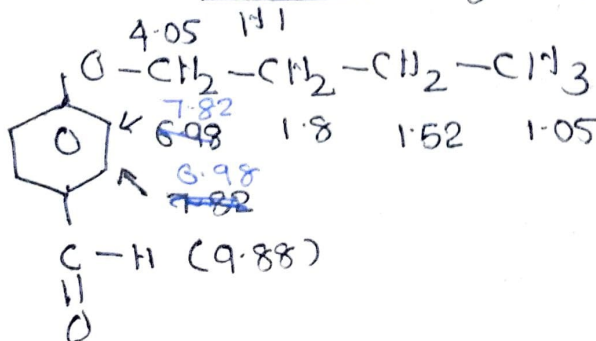 4.05 H1
O – CH2 – CH2 – CH2 – CH3
7.82
6.98 1.8 1.52 1.05
O
6.98
7.82
C – H (9.88)
O